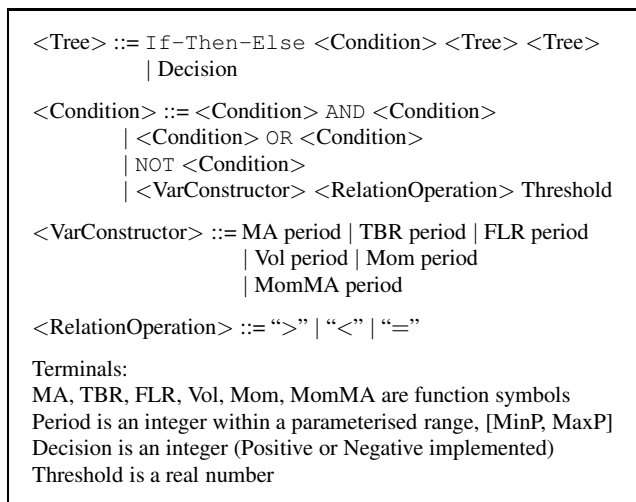 <Tree> ::= If-Then-Else <Condition> <Tree> <Tree>
| Decision
<Condition> ::= <Condition> AND <Condition>
| <Condition> OR <Condition>
| NOT <Condition>
| <VarConstructor> <RelationOperation> Threshold
<VarConstructor> ::= MA period | TBR period | FLR period
| Vol period | Mom period
| MomMA period
<RelationOperation> ::= “>” | “<” | “=”
Terminals:
MA, TBR, FLR, Vol, Mom, MomMA are function symbols
Period is an integer within a parameterised range, [MinP, MaxP]
Decision is an integer (Positive or Negative implemented)
Threshold is a real number